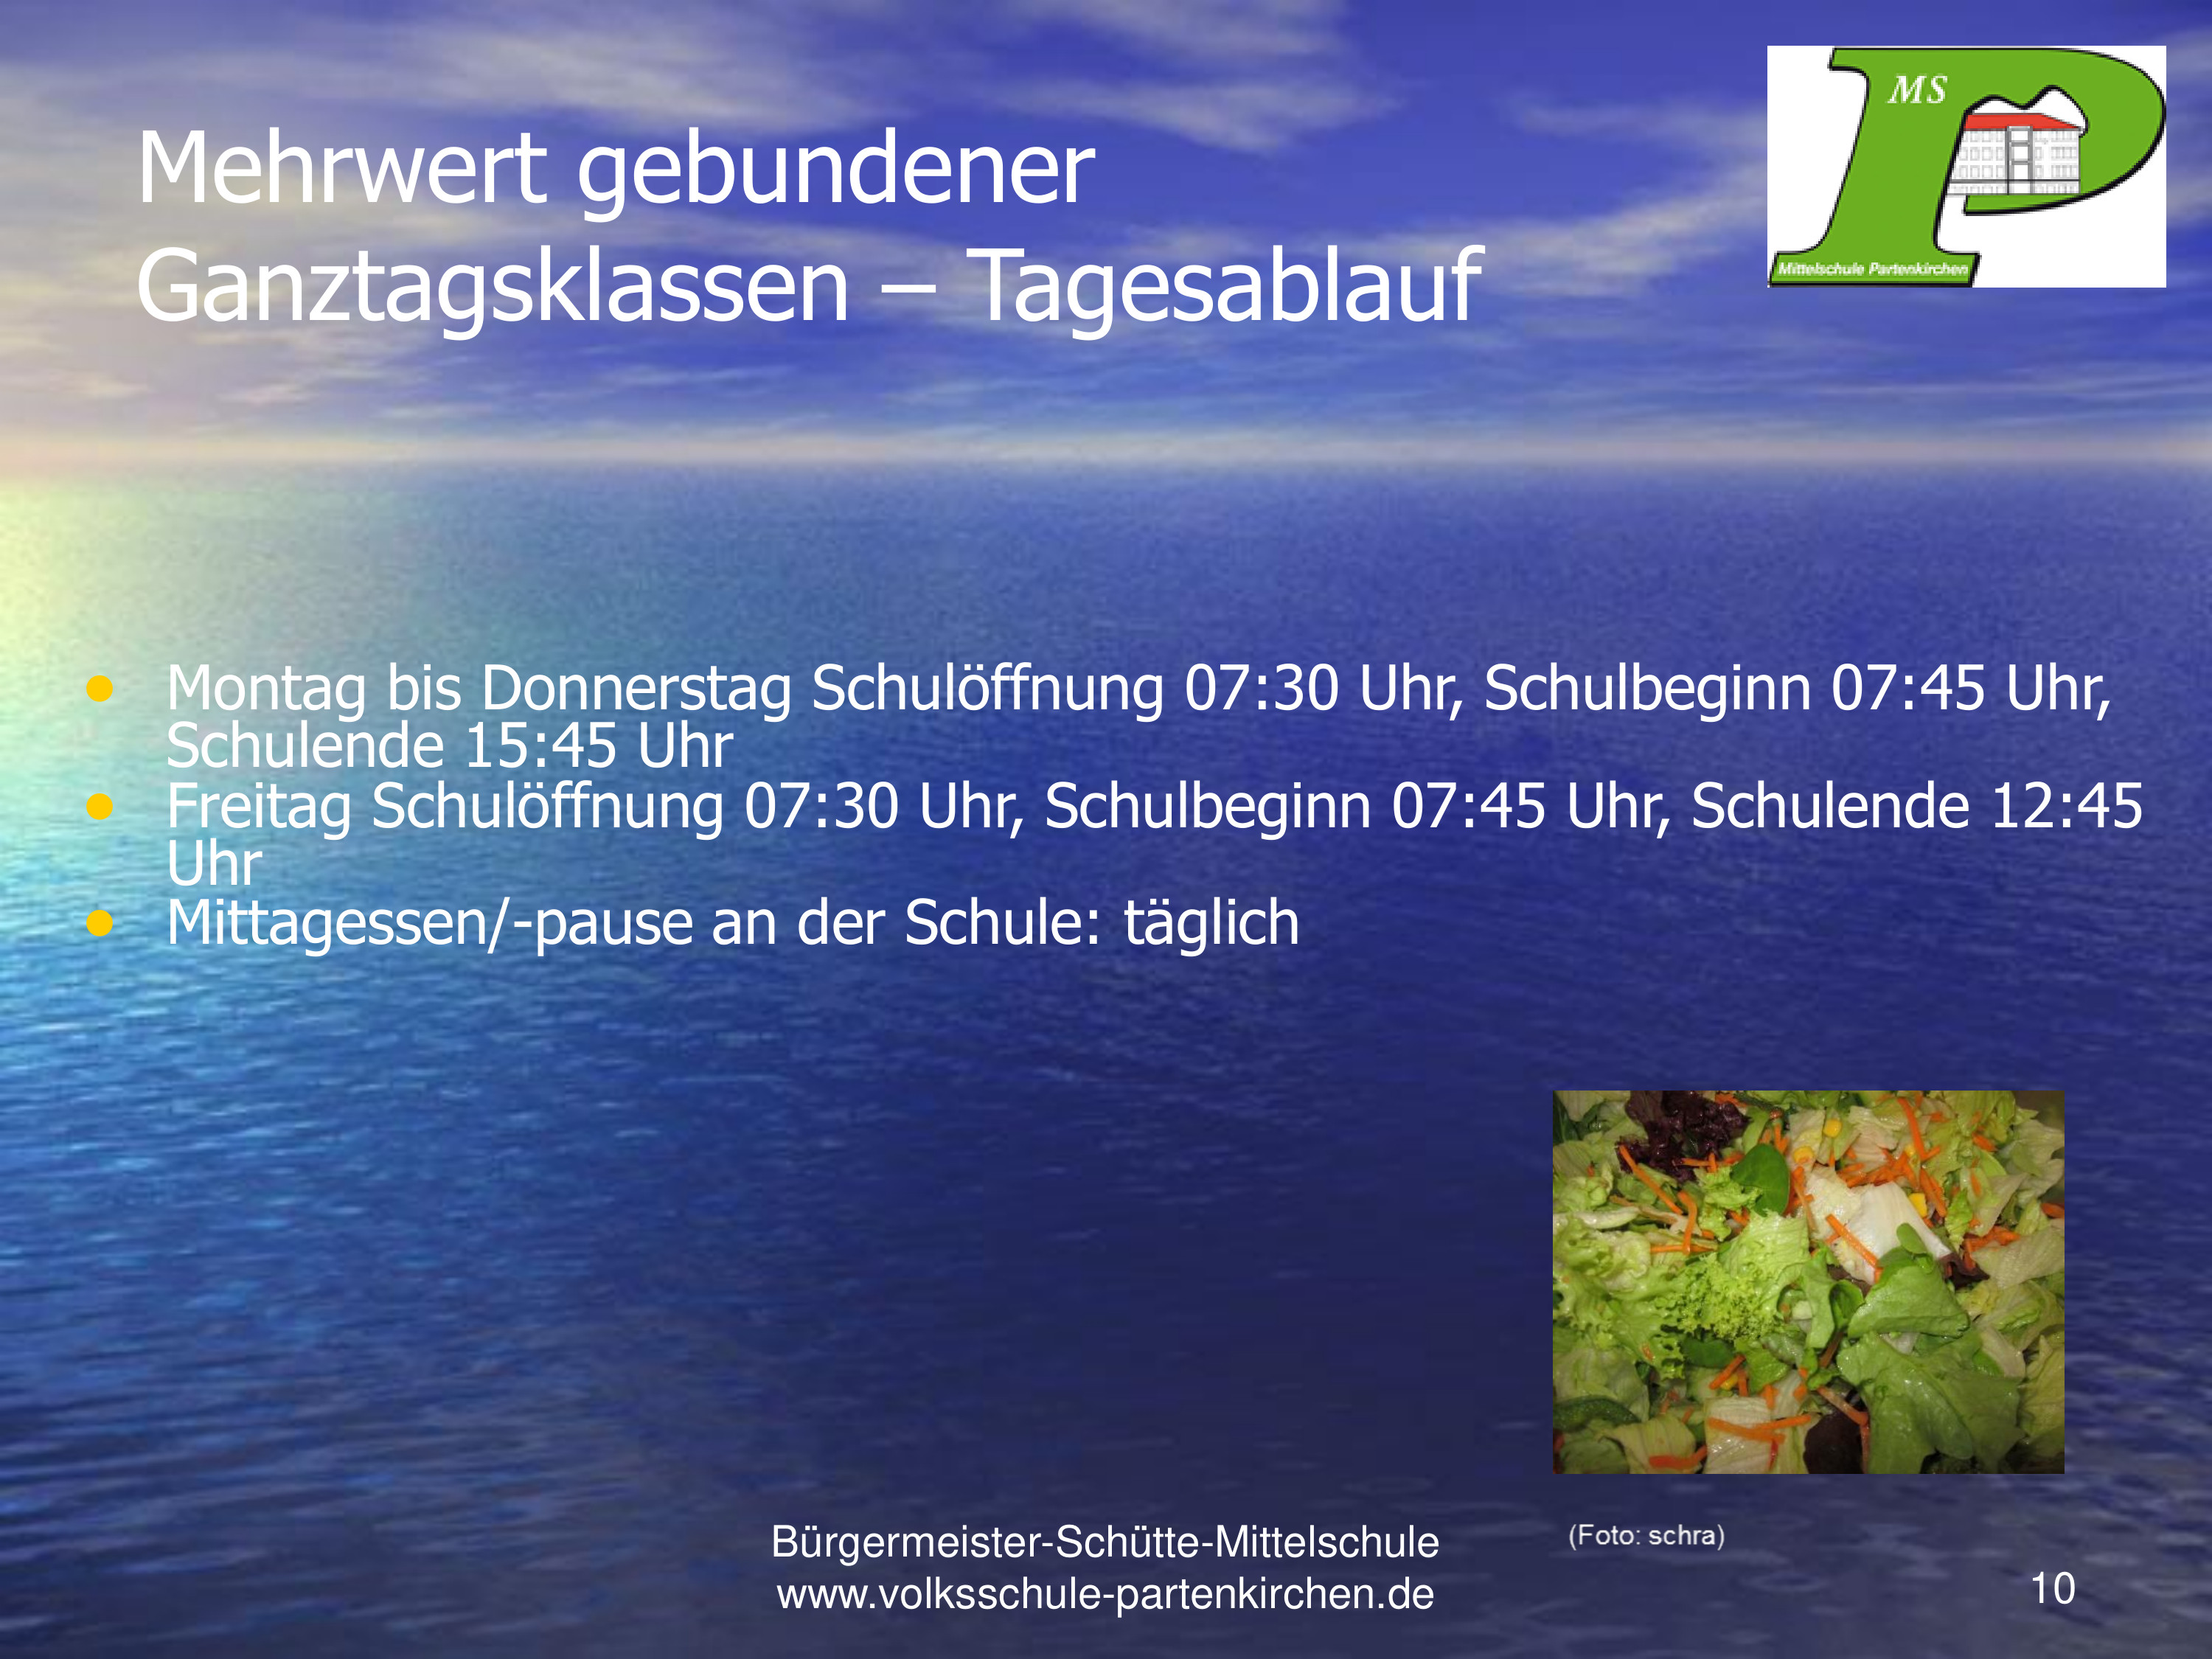 MS
Mittelschule Partenkirchen
Mehrwert gebundener
Ganztagsklassen – Tagesablauf
● Montag bis Donnerstag Schulöffnung 07:30 Uhr, Schulbeginn 07:45 Uhr,
Schulende 15:45 Uhr
● Freitag Schulöffnung 07:30 Uhr, Schulbeginn 07:45 Uhr, Schulende 12:45
Uhr
● Mittagessen/-pause an der Schule: täglich
(Foto: schra)
Bürgermeister-Schütte-Mittelschule
www.volksschule-partenkirchen.de
10